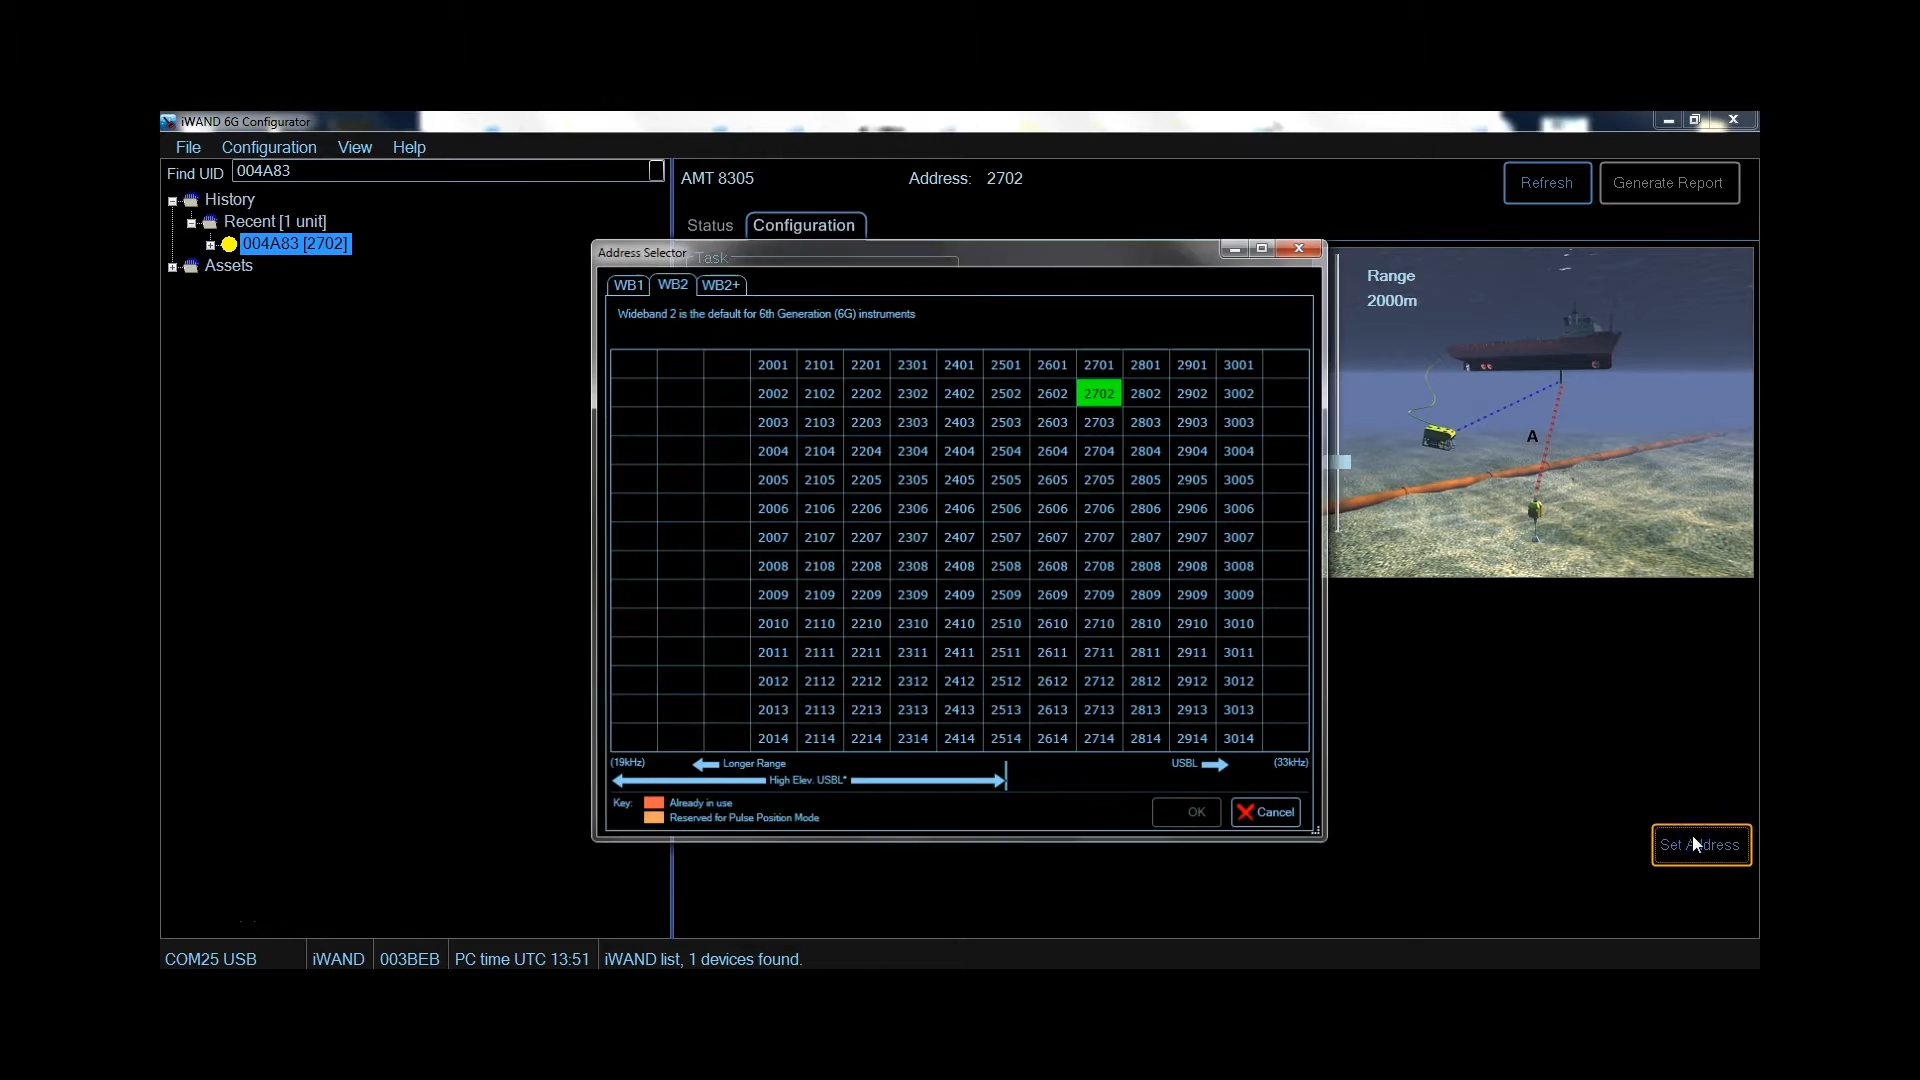 iWAND 6G Configurator
File Configuration View Help
Find UID 004A83
History
Recent [1 unit]
004A83 [2702]
Assets
AMT 8305 Address: 2702
Refresh Generate Report
Status Configuration
Address Selector
Task
WB1 WB2 WB2+
Wideband 2 is the default for 6th Generation (6G) instruments
2001 2101 2201 2301 2401 2501 2601 2701 2801 2901 3001
2002 2102 2202 2302 2402 2502 2602 2702 2802 2902 3002
2003 2103 2203 2303 2403 2503 2603 2703 2803 2903 3003
2004 2104 2204 2304 2404 2504 2604 2704 2804 2904 3004
2005 2105 2205 2305 2405 2505 2605 2705 2805 2905 3005
2006 2106 2206 2306 2406 2506 2606 2706 2806 2906 3006
2007 2107 2207 2307 2407 2507 2607 2707 2807 2907 3007
2008 2108 2208 2308 2408 2508 2608 2708 2808 2908 3008
2009 2109 2209 2309 2409 2509 2609 2709 2809 2909 3009
2010 2110 2210 2310 2410 2510 2610 2710 2810 2910 3010
2011 2111 2211 2311 2411 2511 2611 2711 2811 2911 3011
2012 2112 2212 2312 2412 2512 2612 2712 2812 2912 3012
2013 2113 2213 2313 2413 2513 2613 2713 2813 2913 3013
2014 2114 2214 2314 2414 2514 2614 2714 2814 2914 3014
(19kHz) Longer Range USBL (33kHz)
High Elev. USBL*
Key: Already in use
Reserved for Pulse Position Mode
OK Cancel
Range
2000m
A
Set Address
COM25 USB iWAND 003BEB PC time UTC 13:51 iWAND list, 1 devices found.